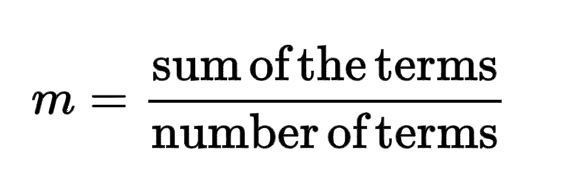 m = sum of the terms / number of terms